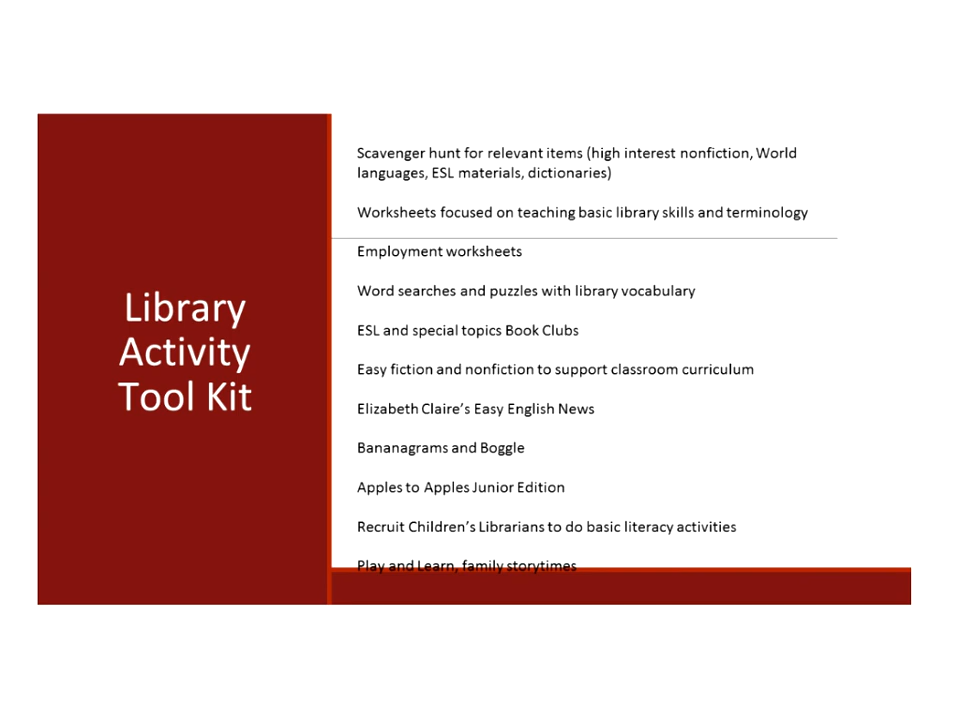 Library
Activity
Tool Kit
Scavenger hunt for relevant items (high interest nonfiction, World
languages, ESL materials, dictionaries)
Worksheets focused on teaching basic library skills and terminology
Employment worksheets
Word searches and puzzles with library vocabulary
ESL and special topics Book Clubs
Easy fiction and nonfiction to support classroom curriculum
Elizabeth Claire’s Easy English News
Bananagrams and Boggle
Apples to Apples Junior Edition
Recruit Children’s Librarians to do basic literacy activities
Play and Learn, family storytimes